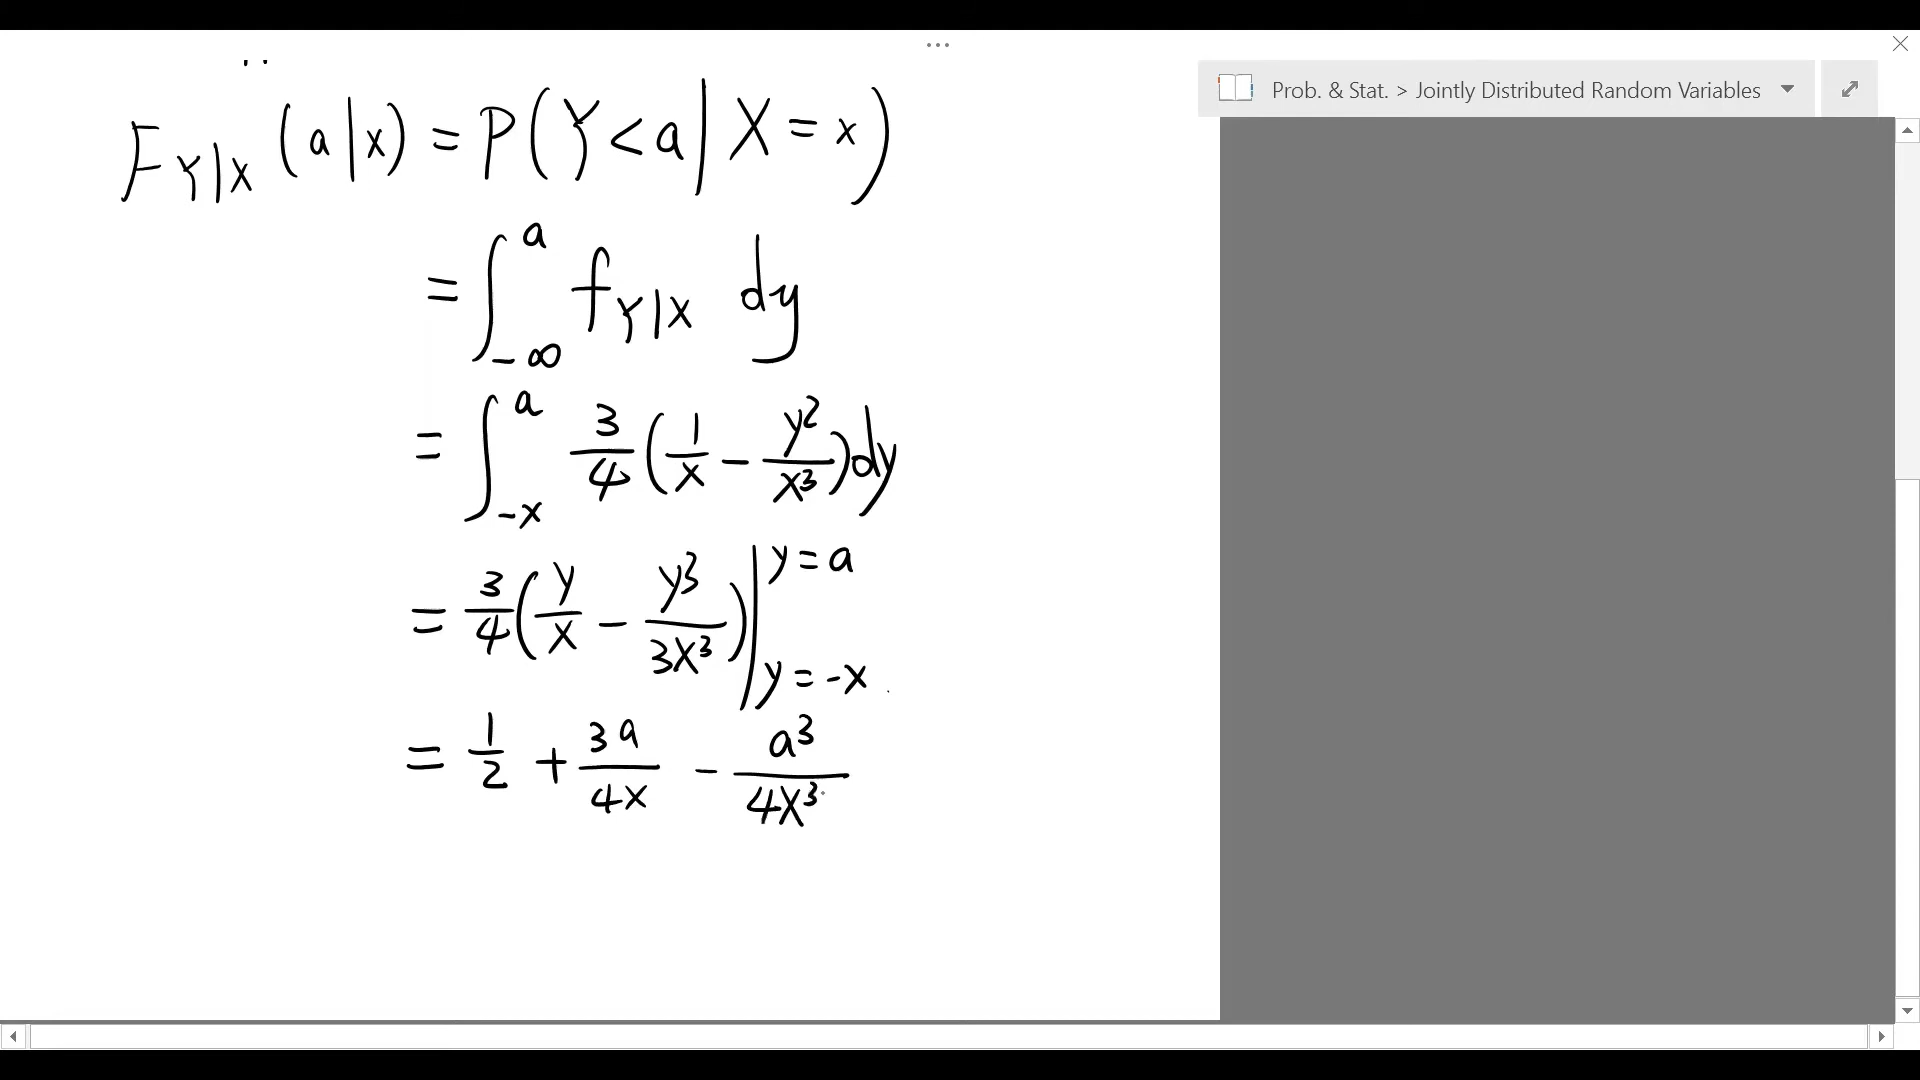 Prob. & Stat. > Jointly Distributed Random Variables
F_{Y|X}(a|x) = P(Y<a|X=x)
= ∫_{-∞}^{a} f_{Y|X} dy
= ∫_{-x}^{a} 3/4 (1/x - y²/x³) dy
= 3/4 (y/x - y³/3x³) |_{y=-x}^{y=a}
= 1/2 + 3a/4x - a³/4x³